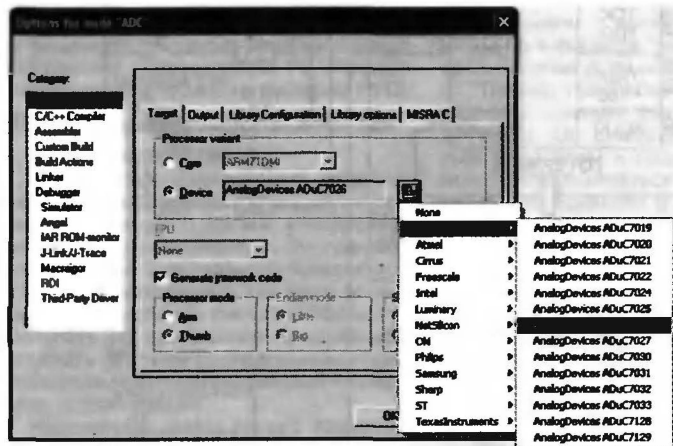 Options for node "ADC"
Category:
C/C++ Compiler
Assembler
Custom Build
Build Actions
Linker
Debugger
Simulator
Angel
IAR ROM-monitor
J-Link/J-Trace
Macraigor
RDI
Third-Party Driver
Target Output Library Configuration Library options MISRA C
Processor variant
Core ARM7TDMI
Device AnalogDevices ADuC7026
FPU
None
Generate interwork code
Processor mode
Arm
Thumb
Endian mode
Little
Big
OK
None
Atmel
Cirrus
Freescale
Intel
Luminary
NetSilicon
OKI
Philips
Samsung
Sharp
ST
TexasInstruments
AnalogDevices ADuC7019
AnalogDevices ADuC7020
AnalogDevices ADuC7021
AnalogDevices ADuC7022
AnalogDevices ADuC7024
AnalogDevices ADuC7025
AnalogDevices ADuC7027
AnalogDevices ADuC7030
AnalogDevices ADuC7031
AnalogDevices ADuC7032
AnalogDevices ADuC7033
AnalogDevices ADuC7128
AnalogDevices ADuC7129